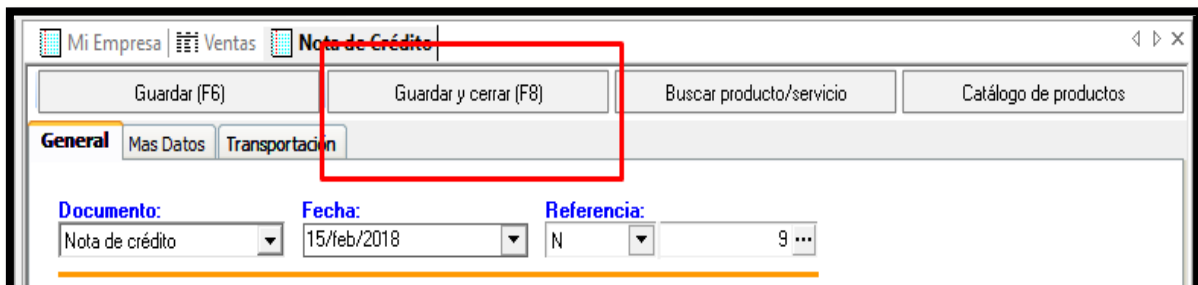 Mi Empresa Ventas Nota de Crédito
Guardar (F6) Guardar y cerrar (F8) Buscar producto/servicio Catálogo de productos
General Mas Datos Transportación
Documento: Fecha: Referencia:
Nota de crédito 15/feb/2018 N 9 ...